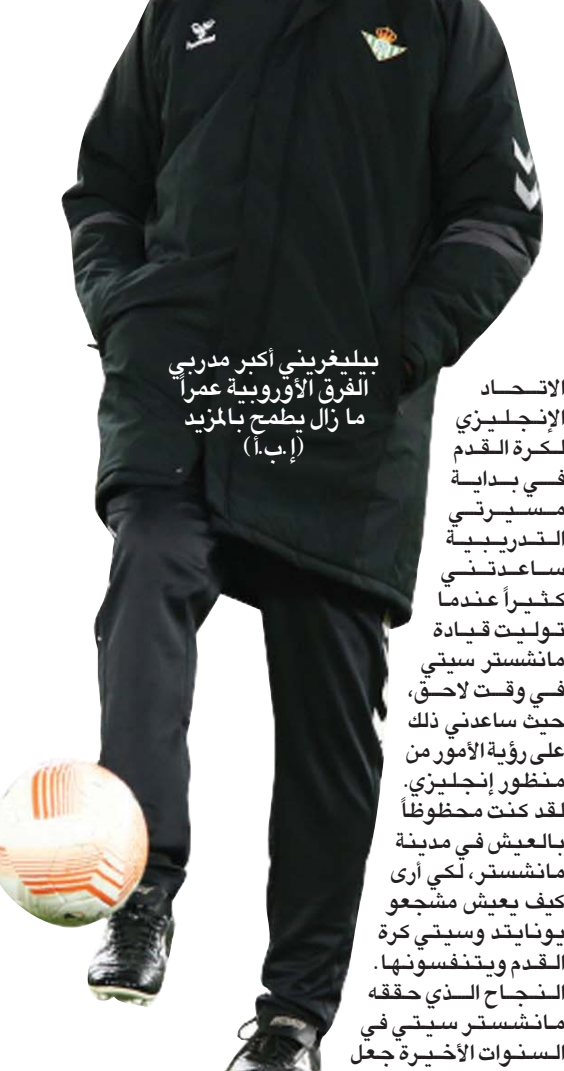 بيليغريني أكبر مدربي
الفرق الأوروبية عمراً
ما زال يطمح بالمزيد
(إ.ب.أ)
الاتحاد
الإنجليزي
لكرة القدم
في بداية
مسيرتي
التدريبية
ساعدتني
كثيراً عندما
توليت قيادة
مانشستر سيتي
في وقت لاحق،
حيث ساعدني ذلك
على رؤية الأمور من
منظور إنجليزي.
لقد كنت محظوظاً
بالعيش في مدينة
مانشستر، لكي أرى
كيف يعيش مشجعو
يونايتد وسيتي كرة
القدم ويتنفسونها.
النجاح الذي حققه
مانشستر سيتي في
السنوات الأخيرة جعل